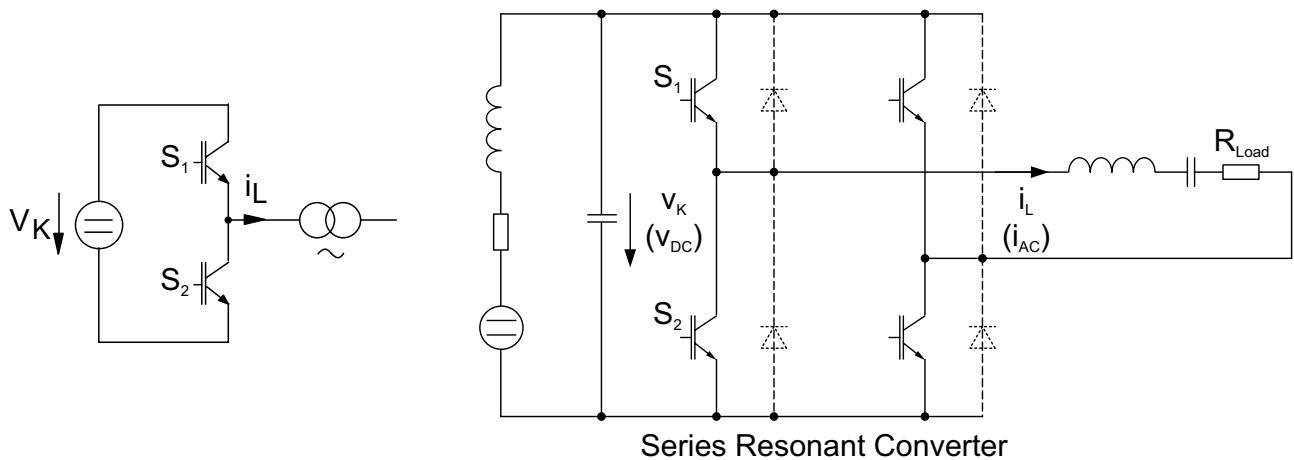 S1
iL
VK
S2
S1
vK
(vDC)
S2
iL
(iAC)
RLoad
Series Resonant Converter